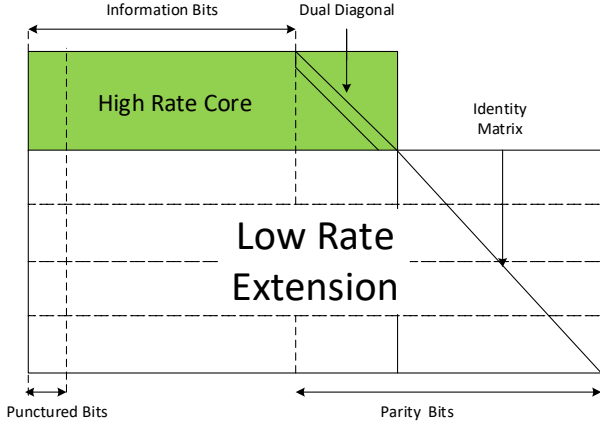 Information Bits
Dual Diagonal
High Rate Core
Identity
Matrix
Low Rate
Extension
Punctured Bits
Parity Bits